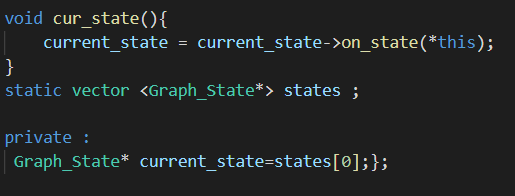 void cur_state(){
    current_state = current_state->on_state(*this);
}
static vector <Graph_State*> states ;

private :
 Graph_State* current_state=states[0];};